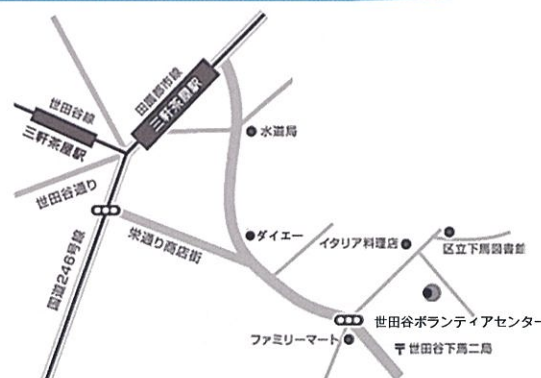 田園都市線
三軒茶屋駅
世田谷線
三軒茶屋駅
水道局
世田谷通り
栄通り商店街
ダイエー
イタリア料理店
区立下馬図書館
国道246号線
世田谷ボランティアセンター
ファミリーマート
〒世田谷下馬二局